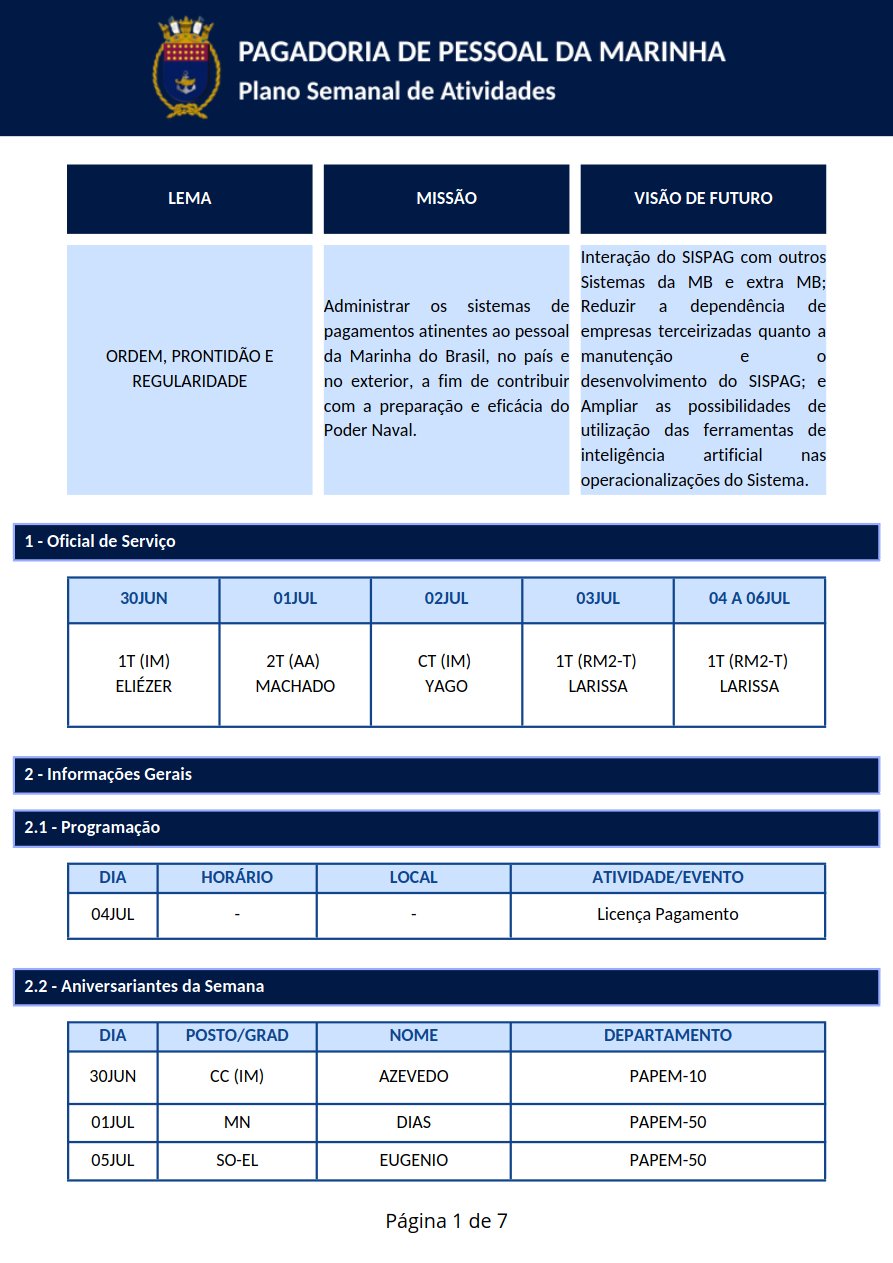 PAGADORIA DE PESSOAL DA MARINHA
Plano Semanal de Atividades
LEMA
MISSÃO
VISÃO DE FUTURO
ORDEM, PRONTIDÃO E
REGULARIDADE
Administrar os sistemas de
pagamentos atinentes ao pessoal
da Marinha do Brasil, no país e
no exterior, a fim de contribuir
com a preparação e eficácia do
Poder Naval.
Interação do SISPAG com outros
Sistemas da MB e extra MB;
Reduzir a dependência de
empresas terceirizadas quanto a
manutenção e o
desenvolvimento do SISPAG; e
Ampliar as possibilidades de
utilização das ferramentas de
inteligência artificial nas
operacionalizações do Sistema.
1 - Oficial de Serviço
30JUN 01JUL 02JUL 03JUL 04 A 06JUL
1T (IM) 2T (AA) CT (IM) 1T (RM2-T) 1T (RM2-T)
ELIÉZER MACHADO YAGO LARISSA LARISSA
2 - Informações Gerais
2.1 - Programação
DIA HORÁRIO LOCAL ATIVIDADE/EVENTO
04JUL - - Licença Pagamento
2.2 - Aniversariantes da Semana
DIA POSTO/GRAD NOME DEPARTAMENTO
30JUN CC (IM) AZEVEDO PAPEM-10
01JUL MN DIAS PAPEM-50
05JUL SO-EL EUGENIO PAPEM-50
Página 1 de 7